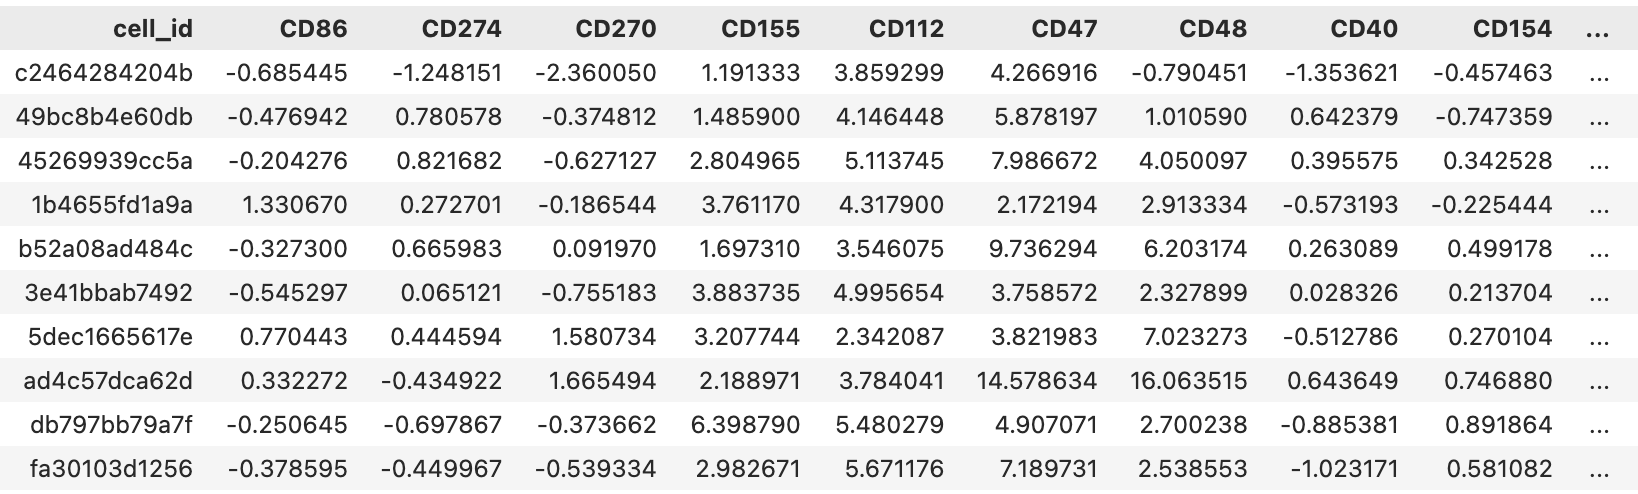 cell_id CD86 CD274 CD270 CD155 CD112 CD47 CD48 CD40 CD154 ...
c2464284204b -0.685445 -1.248151 -2.360050 1.191333 3.859299 4.266916 -0.790451 -1.353621 -0.457463 ...
49bc8b4e60db -0.476942 0.780578 -0.374812 1.485900 4.146448 5.878197 1.010590 0.642379 -0.747359 ...
45269939cc5a -0.204276 0.821682 -0.627127 2.804965 5.113745 7.986672 4.050097 0.395575 0.342528 ...
1b4655fd1a9a 1.330670 0.272701 -0.186544 3.761170 4.317900 2.172194 2.913334 -0.573193 -0.225444 ...
b52a08ad484c -0.327300 0.665983 0.091970 1.697310 3.546075 9.736294 6.203174 0.263089 0.499178 ...
3e41bbab7492 -0.545297 0.065121 -0.755183 3.883735 4.995654 3.758572 2.327899 0.028326 0.213704 ...
5dec1665617e 0.770443 0.444594 1.580734 3.207744 2.342087 3.821983 7.023273 -0.512786 0.270104 ...
ad4c57dca62d 0.332272 -0.434922 1.665494 2.188971 3.784041 14.578634 16.063515 0.643649 0.746880 ...
db797bb79a7f -0.250645 -0.697867 -0.373662 6.398790 5.480279 4.907071 2.700238 -0.885381 0.891864 ...
fa30103d1256 -0.378595 -0.449967 -0.539334 2.982671 5.671176 7.189731 2.538553 -1.023171 0.581082 ...